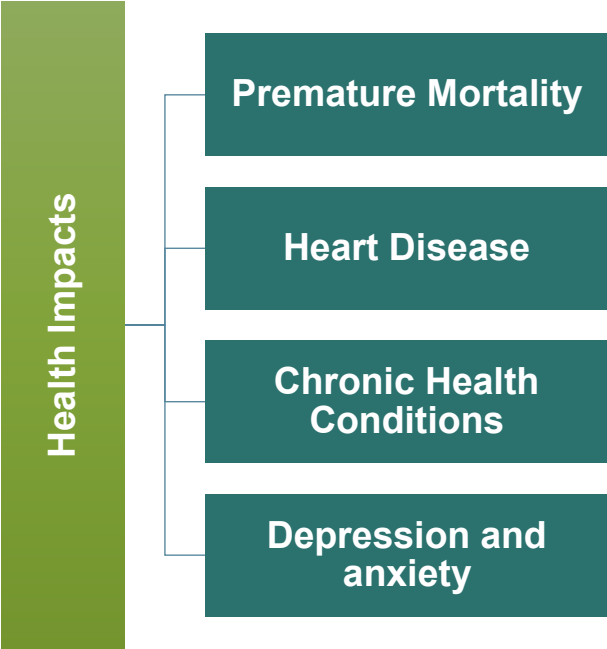 Health Impacts
Premature Mortality
Heart Disease
Chronic Health
Conditions
Depression and
anxiety